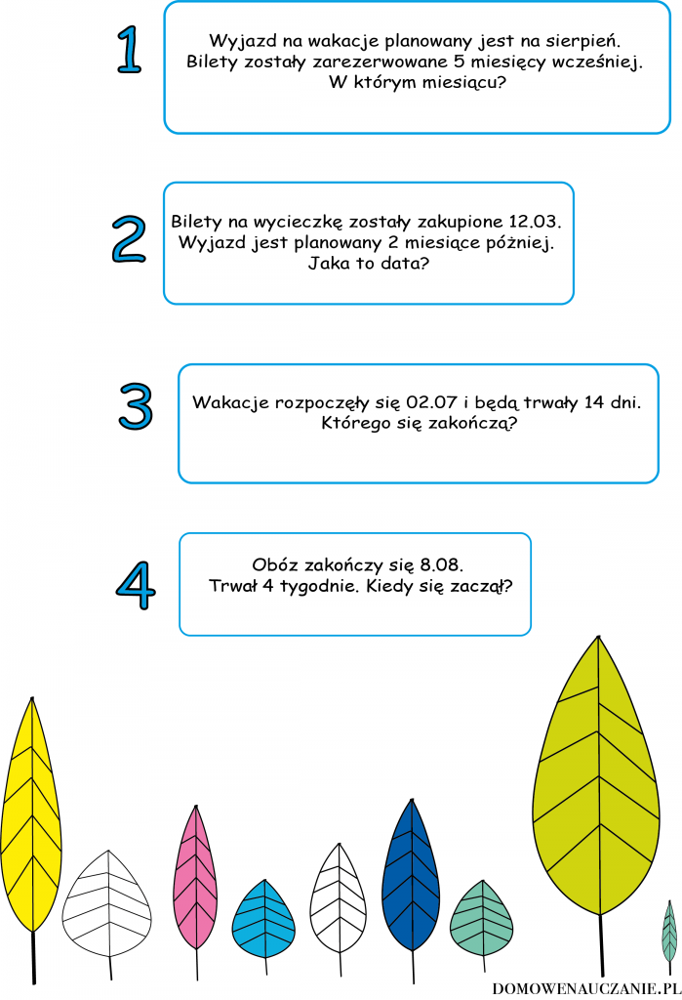 1
Wyjazd na wakacje planowany jest na sierpień.
Bilety zostały zarezerwowane 5 miesięcy wcześniej.
W którym miesiącu?
2
Bilety na wycieczkę zostały zakupione 12.03.
Wyjazd jest planowany 2 miesiące póżniej.
Jaka to data?
3
Wakacje rozpoczęły się 02.07 i będą trwały 14 dni.
Którego się zakończą?
4
Obóz zakończy się 8.08.
Trwał 4 tygodnie. Kiedy się zaczął?
DOMOWENAUCZANIE.PL